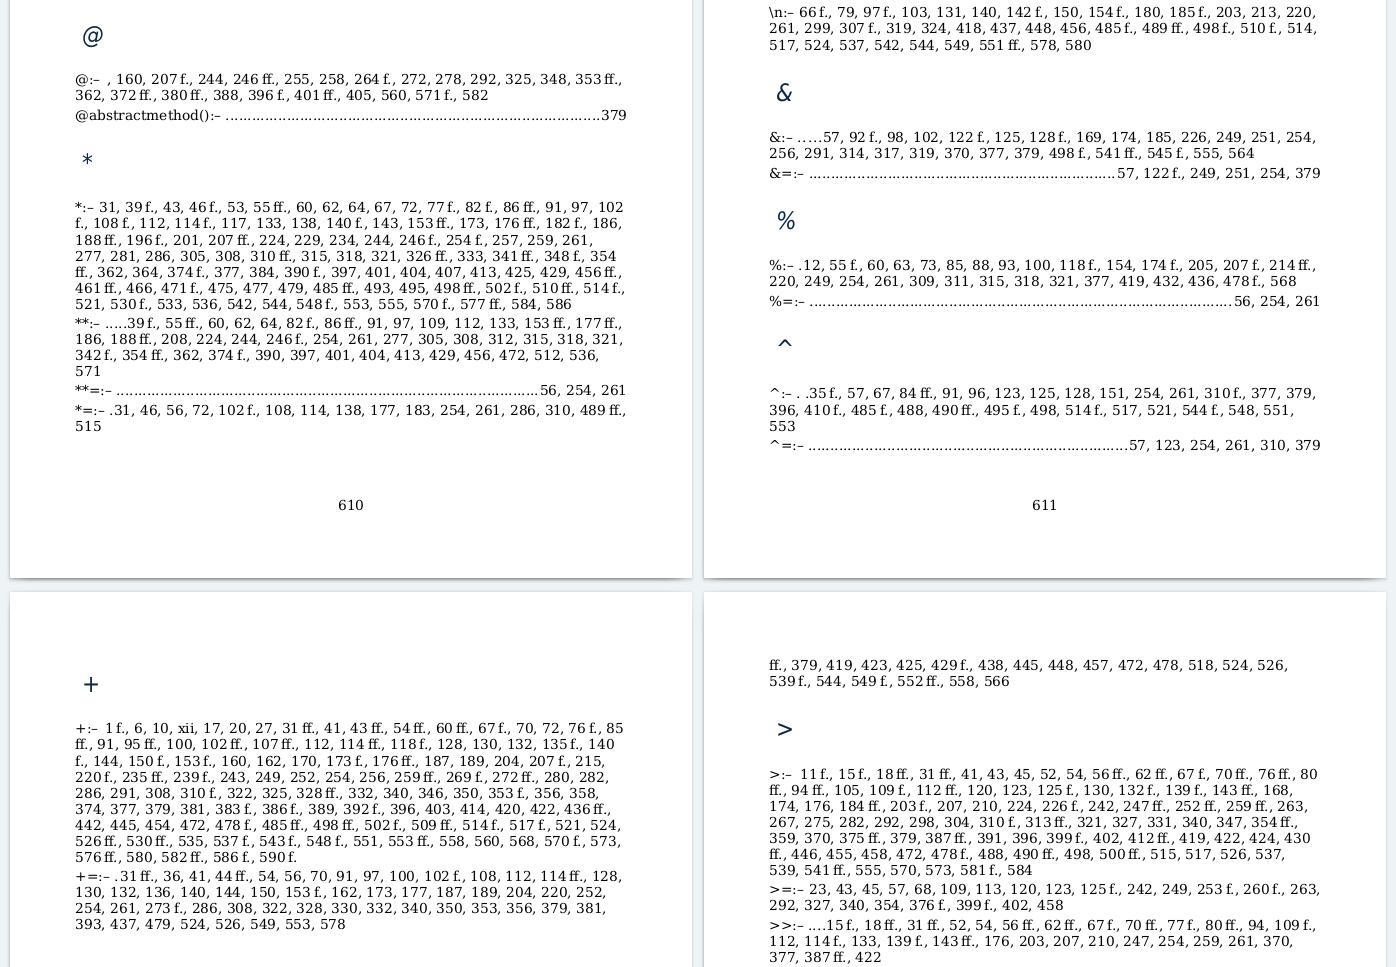 @
@:– , 160, 207 f., 244, 246 ff., 255, 258, 264 f., 272, 278, 292, 325, 348, 353 ff.,
362, 372 ff., 380 ff., 388, 396 f., 401 ff., 405, 560, 571 f., 582
@abstractmethod():– .....................................................................................379
*
*:– 31, 39 f., 43, 46 f., 53, 55 ff., 60, 62, 64, 67, 72, 77 f., 82 f., 86 ff., 91, 97, 102
f., 108 f., 112, 114 f., 117, 133, 138, 140 f., 143, 153 ff., 173, 176 ff., 182 f., 186,
188 ff., 196 f., 201, 207 ff., 224, 229, 234, 244, 246 f., 254 f., 257, 259, 261,
277, 281, 286, 305, 308, 310 ff., 315, 318, 321, 326 ff., 333, 341 ff., 348 f., 354
ff., 362, 364, 374 f., 377, 384, 390 f., 397, 401, 404, 407, 413, 425, 429, 456 ff.,
461 ff., 466, 471 f., 475, 477, 479, 485 ff., 493, 495, 498 ff., 502 f., 510 ff., 514 f.,
521, 530 f., 533, 536, 542, 544, 548 f., 553, 555, 570 f., 577 ff., 584, 586
**:– .....39 f., 55 ff., 60, 62, 64, 82 f., 86 ff., 91, 97, 109, 112, 133, 153 ff., 177 ff.,
186, 188 ff., 208, 224, 244, 246 f., 254, 261, 277, 305, 308, 312, 315, 318, 321,
342 f., 354 ff., 362, 374 f., 390, 397, 401, 404, 413, 429, 456, 472, 512, 536,
571
**=:– ................................................................................................56, 254, 261
*=:– .31, 46, 56, 72, 102 f., 108, 114, 138, 177, 183, 254, 261, 286, 310, 489 ff.,
515
610
\n:– 66 f., 79, 97 f., 103, 131, 140, 142 f., 150, 154 f., 180, 185 f., 203, 213, 220,
261, 299, 307 f., 319, 324, 418, 437, 448, 456, 485 f., 489 ff., 498 f., 510 f., 514,
517, 524, 537, 542, 544, 549, 551 ff., 578, 580
&
&:– .....57, 92 f., 98, 102, 122 f., 125, 128 f., 169, 174, 185, 226, 249, 251, 254,
256, 291, 314, 317, 319, 370, 377, 379, 498 f., 541 ff., 545 f., 555, 564
&=:– ......................................................................57, 122 f., 249, 251, 254, 379
%
%:– .12, 55 f., 60, 63, 73, 85, 88, 93, 100, 118 f., 154, 174 f., 205, 207 f., 214 ff.,
220, 249, 254, 261, 309, 311, 315, 318, 321, 377, 419, 432, 436, 478 f., 568
%=:– ................................................................................................56, 254, 261
^
^:– . .35 f., 57, 67, 84 ff., 91, 96, 123, 125, 128, 151, 254, 261, 310 f., 377, 379,
396, 410 f., 485 f., 488, 490 ff., 495 f., 498, 514 f., 517, 521, 544 f., 548, 551,
553
^=:– .........................................................................57, 123, 254, 261, 310, 379
611
+
+:– 1 f., 6, 10, xii, 17, 20, 27, 31 ff., 41, 43 ff., 54 ff., 60 ff., 67 f., 70, 72, 76 f., 85
ff., 91, 95 ff., 100, 102 ff., 107 ff., 112, 114 ff., 118 f., 128, 130, 132, 135 f., 140
f., 144, 150 f., 153 f., 160, 162, 170, 173 f., 176 ff., 187, 189, 204, 207 f., 215,
220 f., 235 ff., 239 f., 243, 249, 252, 254, 256, 259 ff., 269 f., 272 ff., 280, 282,
286, 291, 308, 310 f., 322, 325, 328 ff., 332, 340, 346, 350, 353 f., 356, 358,
374, 377, 379, 381, 383 f., 386 f., 389, 392 f., 396, 403, 414, 420, 422, 436 ff.,
442, 445, 454, 472, 478 f., 485 ff., 498 ff., 502 f., 509 ff., 514 f., 517 f., 521, 524,
526 ff., 530 ff., 535, 537 f., 543 f., 548 f., 551, 553 ff., 558, 560, 568, 570 f., 573,
576 ff., 580, 582 ff., 586 f., 590 f.
+=:– .31 ff., 36, 41, 44 ff., 54, 56, 70, 91, 97, 100, 102 f., 108, 112, 114 ff., 128,
130, 132, 136, 140, 144, 150, 153 f., 162, 173, 177, 187, 189, 204, 220, 252,
254, 261, 273 f., 286, 308, 322, 328, 330, 332, 340, 350, 353, 356, 379, 381,
393, 437, 479, 524, 526, 549, 553, 578
ff., 379, 419, 423, 425, 429 f., 438, 445, 448, 457, 472, 478, 518, 524, 526,
539 f., 544, 549 f., 552 ff., 558, 566
>
>:– 11 f., 15 f., 18 ff., 31 ff., 41, 43, 45, 52, 54, 56 ff., 62 ff., 67 f., 70 ff., 76 ff., 80
ff., 94 ff., 105, 109 f., 112 ff., 120, 123, 125 f., 130, 132 f., 139 f., 143 ff., 168,
174, 176, 184 ff., 203 f., 207, 210, 224, 226 f., 242, 247 ff., 252 ff., 259 ff., 263,
267, 275, 282, 292, 298, 304, 310 f., 313 ff., 321, 327, 331, 340, 347, 354 ff.,
359, 370, 375 ff., 379, 387 ff., 391, 396, 399 f., 402, 412 ff., 419, 422, 424, 430
ff., 446, 455, 458, 472, 478 f., 488, 490 ff., 498, 500 ff., 515, 517, 526, 537,
539, 541 ff., 555, 570, 573, 581 f., 584
>=:– 23, 43, 45, 57, 68, 109, 113, 120, 123, 125 f., 242, 249, 253 f., 260 f., 263,
292, 327, 340, 354, 376 f., 399 f., 402, 458
>>:– ....15 f., 18 ff., 31 ff., 52, 54, 56 ff., 62 ff., 67 f., 70 ff., 77 f., 80 ff., 94, 109 f.,
112, 114 f., 133, 139 f., 143 ff., 176, 203, 207, 210, 247, 254, 259, 261, 370,
377, 387 ff., 422